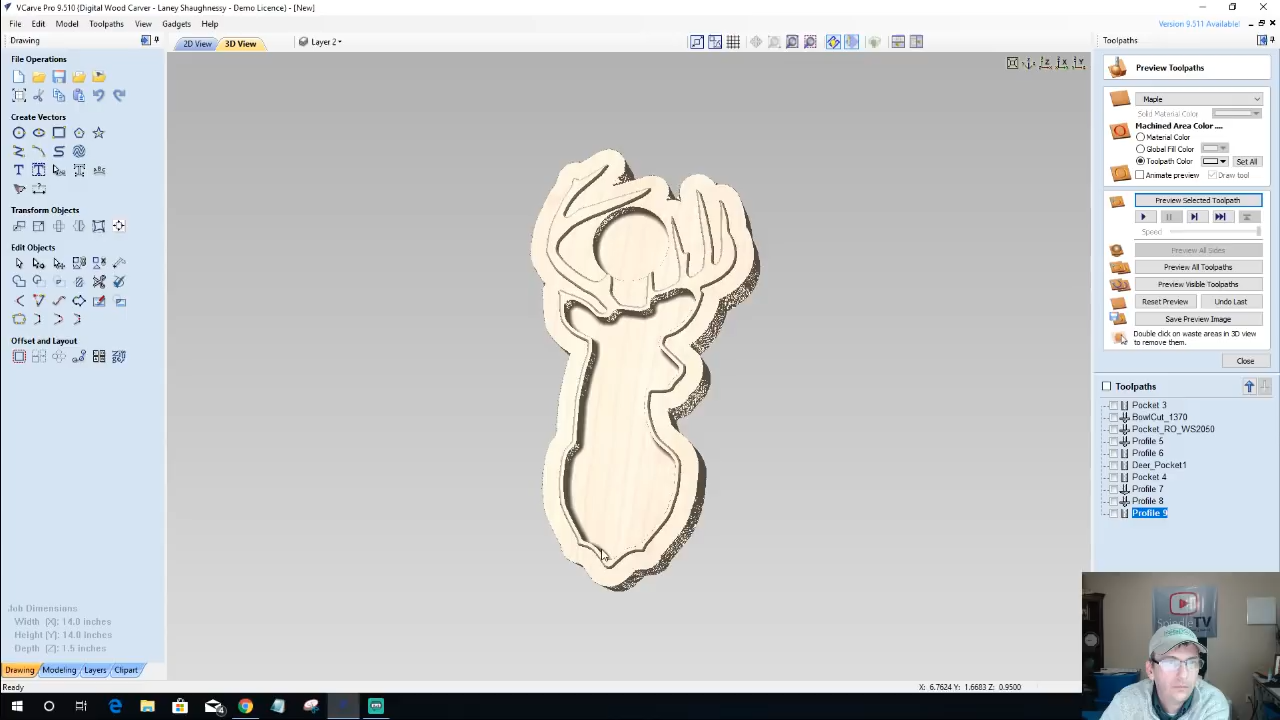 VCarve Pro 9.510 {Digital Wood Carver - Laney Shaughnessy - Demo Licence} - [New]
File Edit Model Toolpaths View Gadgets Help
Version 9.511 Available!
Drawing
2D View 3D View Layer 2
Toolpaths
File Operations
Create Vectors
Transform Objects
Edit Objects
Offset and Layout
Job Dimensions
Width (X): 14.0 inches
Height (Y): 14.0 inches
Depth (Z): 1.5 inches
Drawing Modeling Layers Clipart
Ready
X: 6.7624 Y: 1.6683 Z: 0.9500
Preview Toolpaths
Maple
Solid Material Color
Machined Area Color ....
Material Color
Global Fill Color
Toolpath Color
Set All
Animate preview
Draw tool
Preview Selected Toolpath
Speed
Preview All Sides
Preview All Toolpaths
Preview Visible Toolpaths
Reset Preview Undo Last
Save Preview Image
Double click on waste areas in 3D view
to remove them.
Close
Toolpaths
Pocket 3
BowlCut_1370
Pocket_RO_WS2050
Profile 5
Profile 6
Deer_Pocket1
Pocket 4
Profile 7
Profile 8
Profile 9
SpindleTV